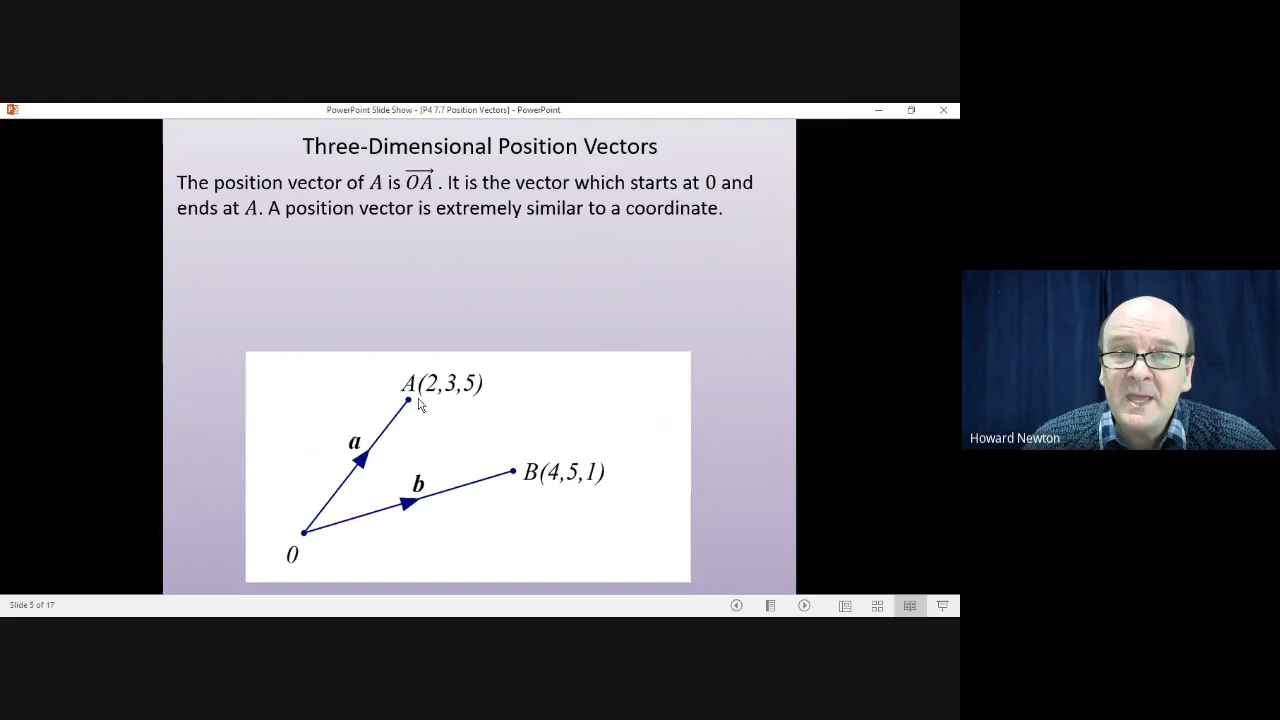 PowerPoint Slide Show - [P4 7.7 Position Vectors] - PowerPoint
Three-Dimensional Position Vectors
The position vector of A is \overrightarrow{OA} . It is the vector which starts at 0 and
ends at A. A position vector is extremely similar to a coordinate.
A(2,3,5)
a
b
B(4,5,1)
0
Howard Newton
Slide 5 of 17